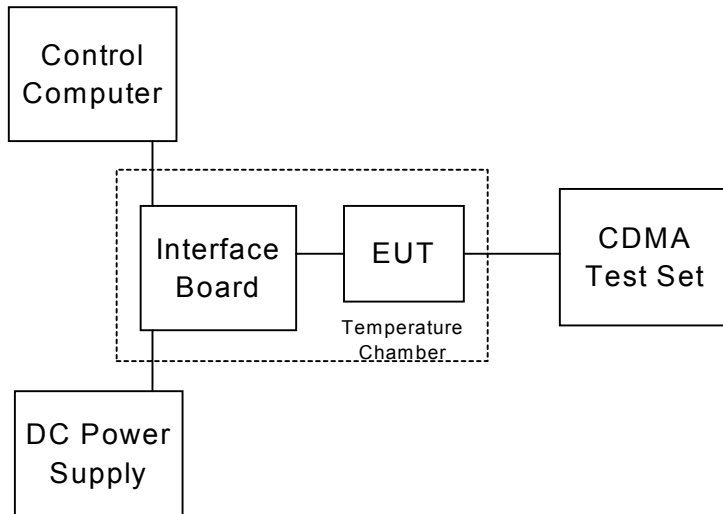 Control
Computer
Interface
Board
EUT
CDMA
Test Set
Temperature
Chamber
DC Power
Supply